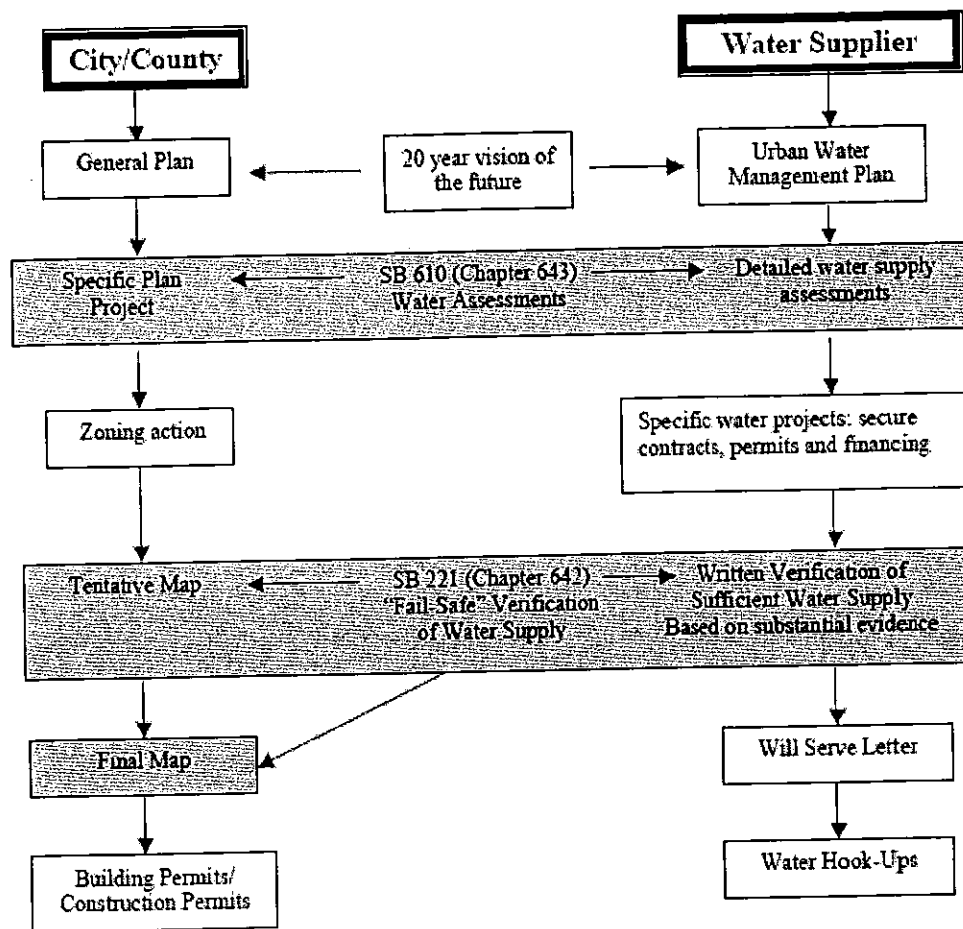 City/County
Water Supplier
General Plan
20 year vision of
the future
Urban Water
Management Plan
Specific Plan
Project
SB 610 (Chapter 643)
Water Assessments
Detailed water supply
assessments
Zoning action
Specific water projects: secure
contracts, permits and financing.
Tentative Map
SB 221 (Chapter 642)
"Fail-Safe" Verification
of Water Supply
Written Verification of
Sufficient Water Supply
Based on substantial evidence
Final Map
Will Serve Letter
Building Permits/
Construction Permits
Water Hook-Ups